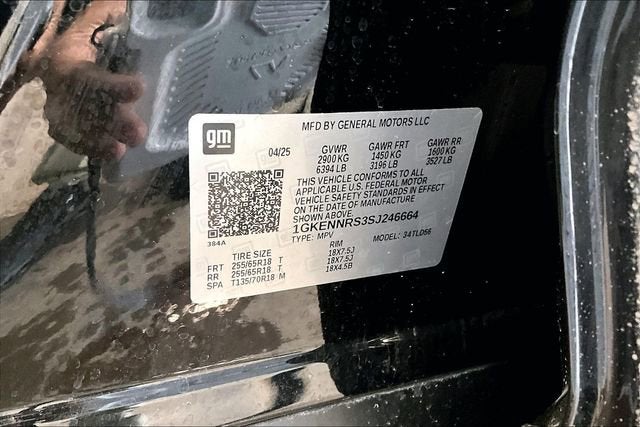 gm
MFD BY GENERAL MOTORS LLC
04/25 GVWR GAWR FRT GAWR RR
2900 KG 1450 KG 1600 KG
6394 LB 3196 LB 3527 LB
THIS VEHICLE CONFORMS TO ALL
APPLICABLE U.S. FEDERAL MOTOR
VEHICLE SAFETY STANDARDS IN EFFECT
ON THE DATE OF MANUFACTURE
SHOWN ABOVE.
1GKENNRS3SJ246664
TYPE: MPV MODEL: 34TLD56
384A
TIRE SIZE RIM
FRT 255/65R18 T 18X7.5J
RR 255/65R18 T 18X7.5J
SPA T135/70R18 M 18X4.5B